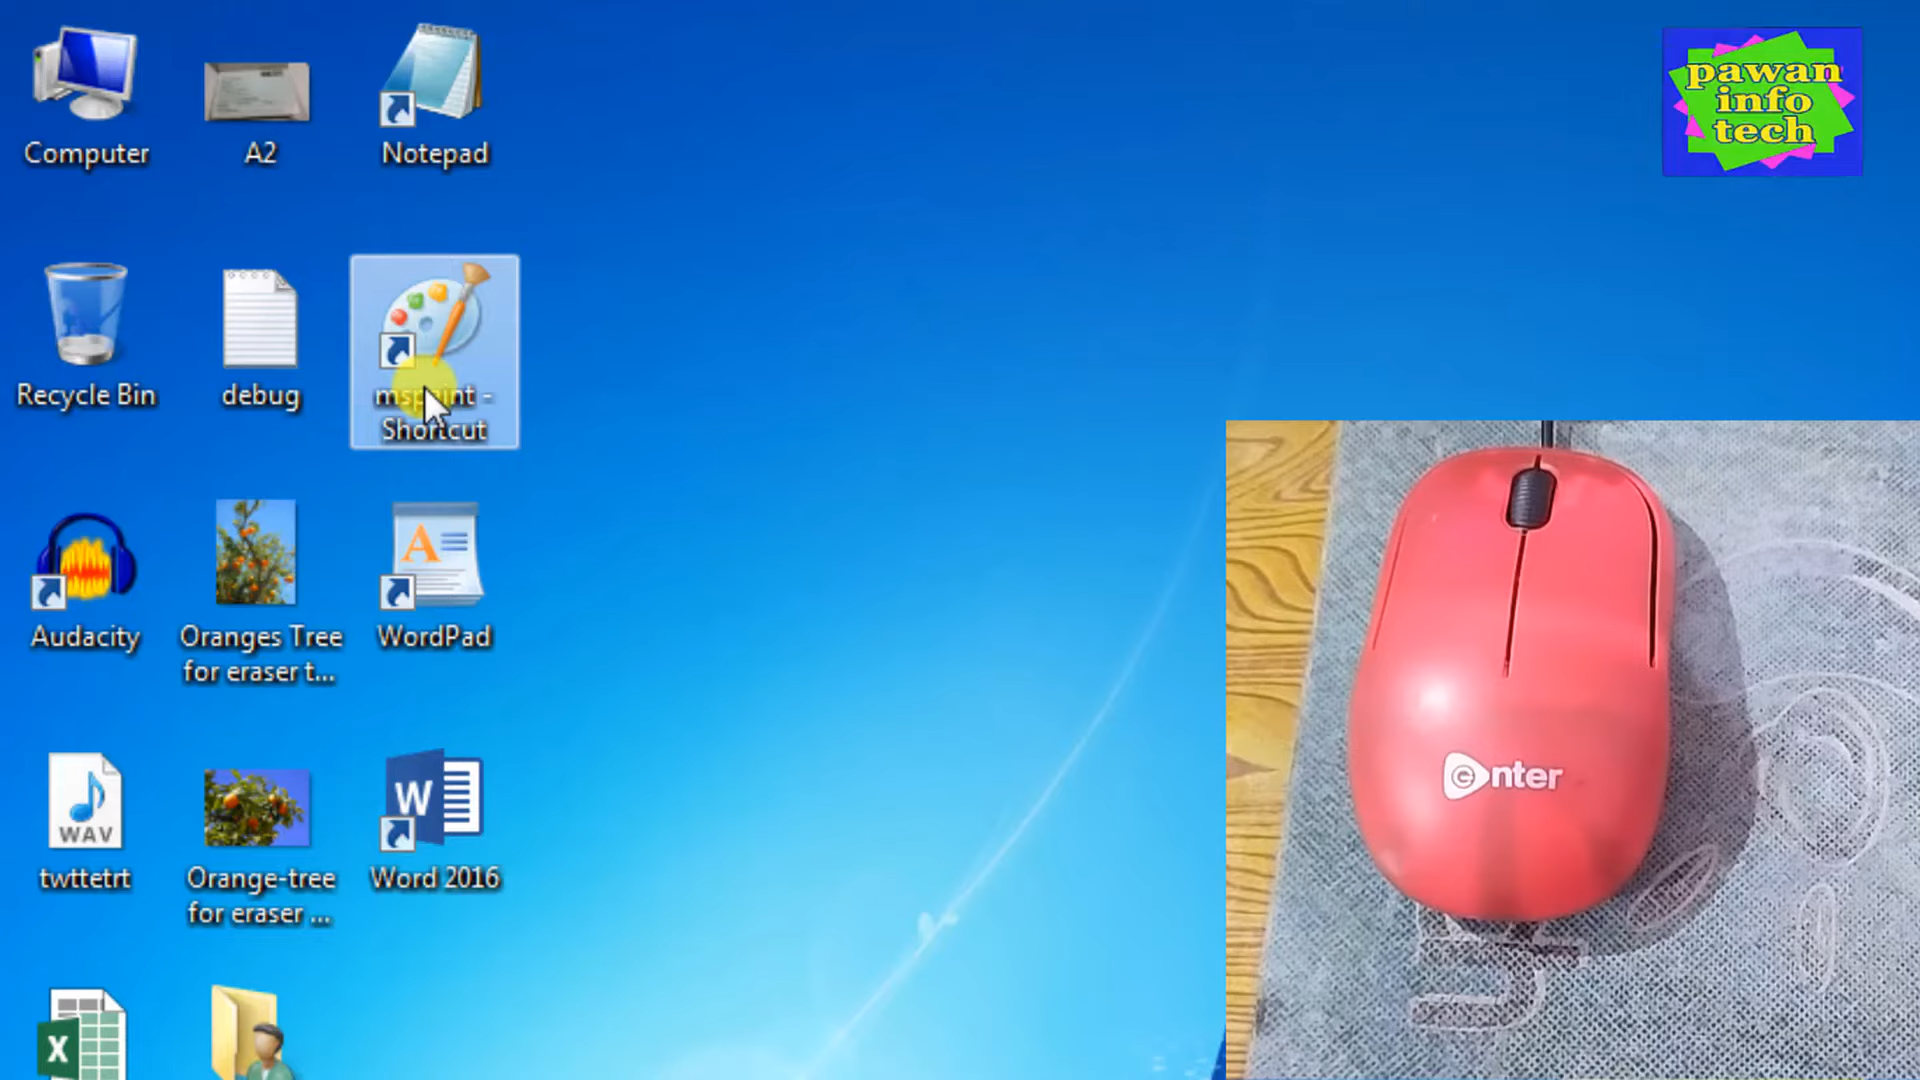 Computer
A2
Notepad
pawan
info
tech
Recycle Bin
debug
mspaint -
Shortcut
Audacity
Oranges Tree
for eraser t...
WordPad
A
WAV
twttetrt
Orange-tree
for eraser ...
W
Word 2016
X
enter